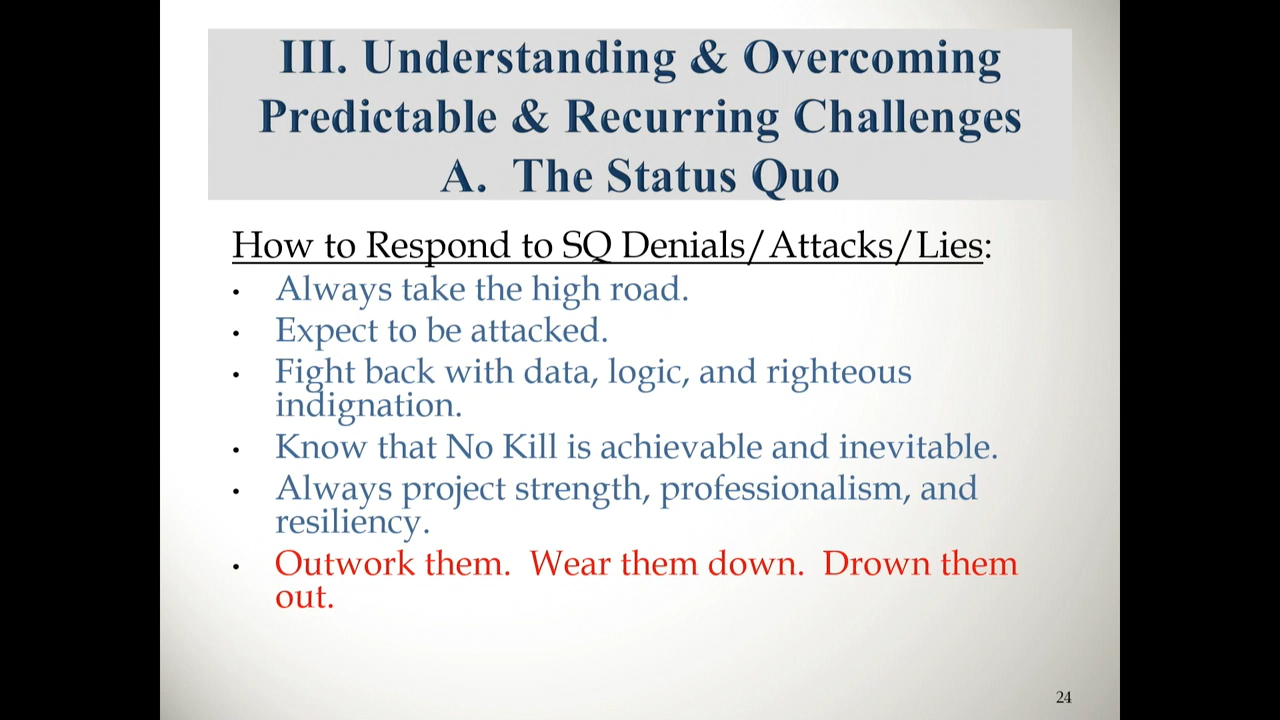 III. Understanding & Overcoming
Predictable & Recurring Challenges
A. The Status Quo
How to Respond to SQ Denials/Attacks/Lies:
• Always take the high road.
• Expect to be attacked.
• Fight back with data, logic, and righteous
indignation.
• Know that No Kill is achievable and inevitable.
• Always project strength, professionalism, and
resiliency.
• Outwork them. Wear them down. Drown them
out.
24